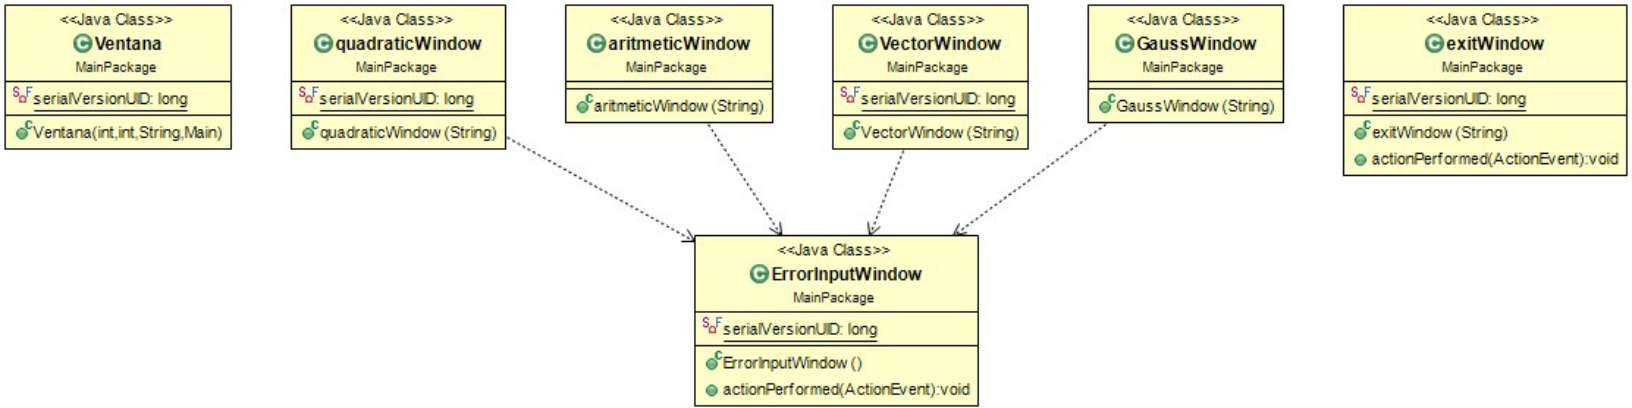 <<Java Class>>
Ventana
MainPackage
serialVersionUID: long
Ventana(int,int,String,Main)
<<Java Class>>
quadraticWindow
MainPackage
serialVersionUID: long
quadraticWindow (String)
<<Java Class>>
aritmeticWindow
MainPackage
aritmeticWindow (String)
<<Java Class>>
VectorWindow
MainPackage
serialVersionUID: long
VectorWindow (String)
<<Java Class>>
GaussWindow
MainPackage
GaussWindow (String)
<<Java Class>>
exitWindow
MainPackage
serialVersionUID: long
exitWindow (String)
actionPerformed(ActionEvent):void
<<Java Class>>
ErrorInputWindow
MainPackage
serialVersionUID: long
ErrorInputWindow ()
actionPerformed(ActionEvent):void